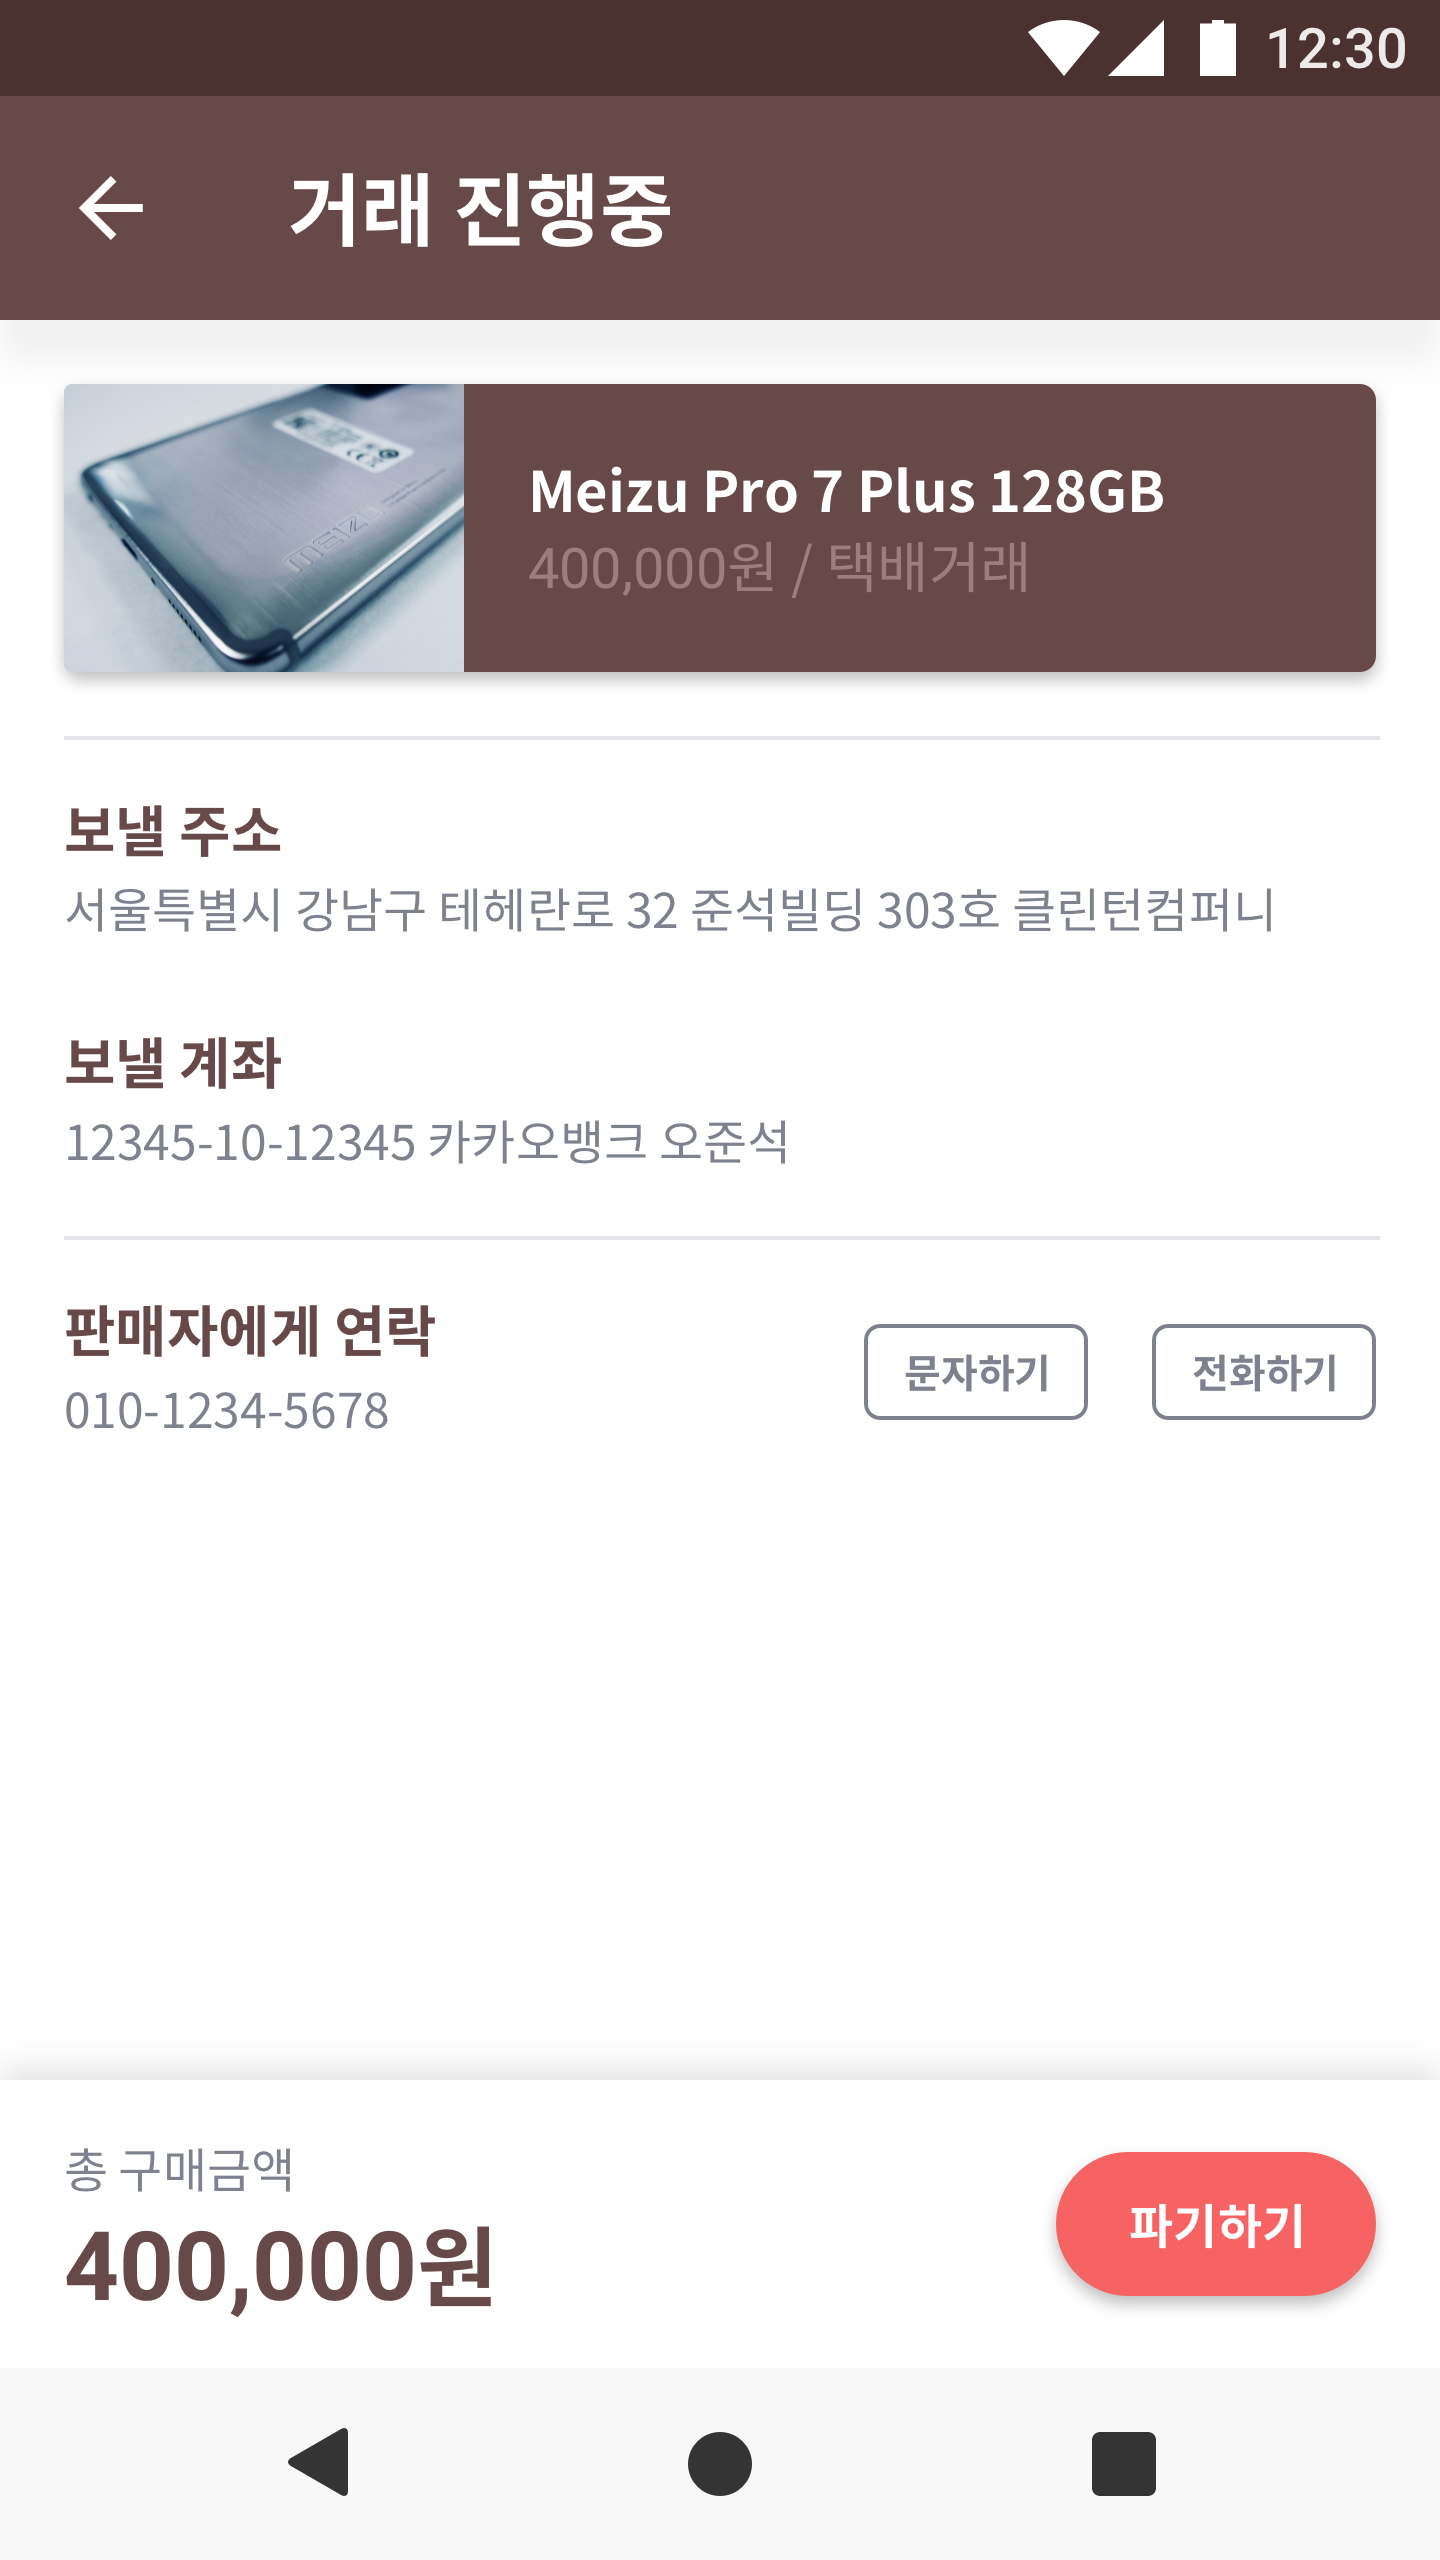 12:30
거래 진행중
MEIZU
Meizu Pro 7 Plus 128GB
400,000원 / 택배거래
보낼 주소
서울특별시 강남구 테헤란로 32 준석빌딩 303호 클린턴컴퍼니
보낼 계좌
12345-10-12345 카카오뱅크 오준석
판매자에게 연락
010-1234-5678
문자하기
전화하기
총 구매금액
400,000원
파기하기